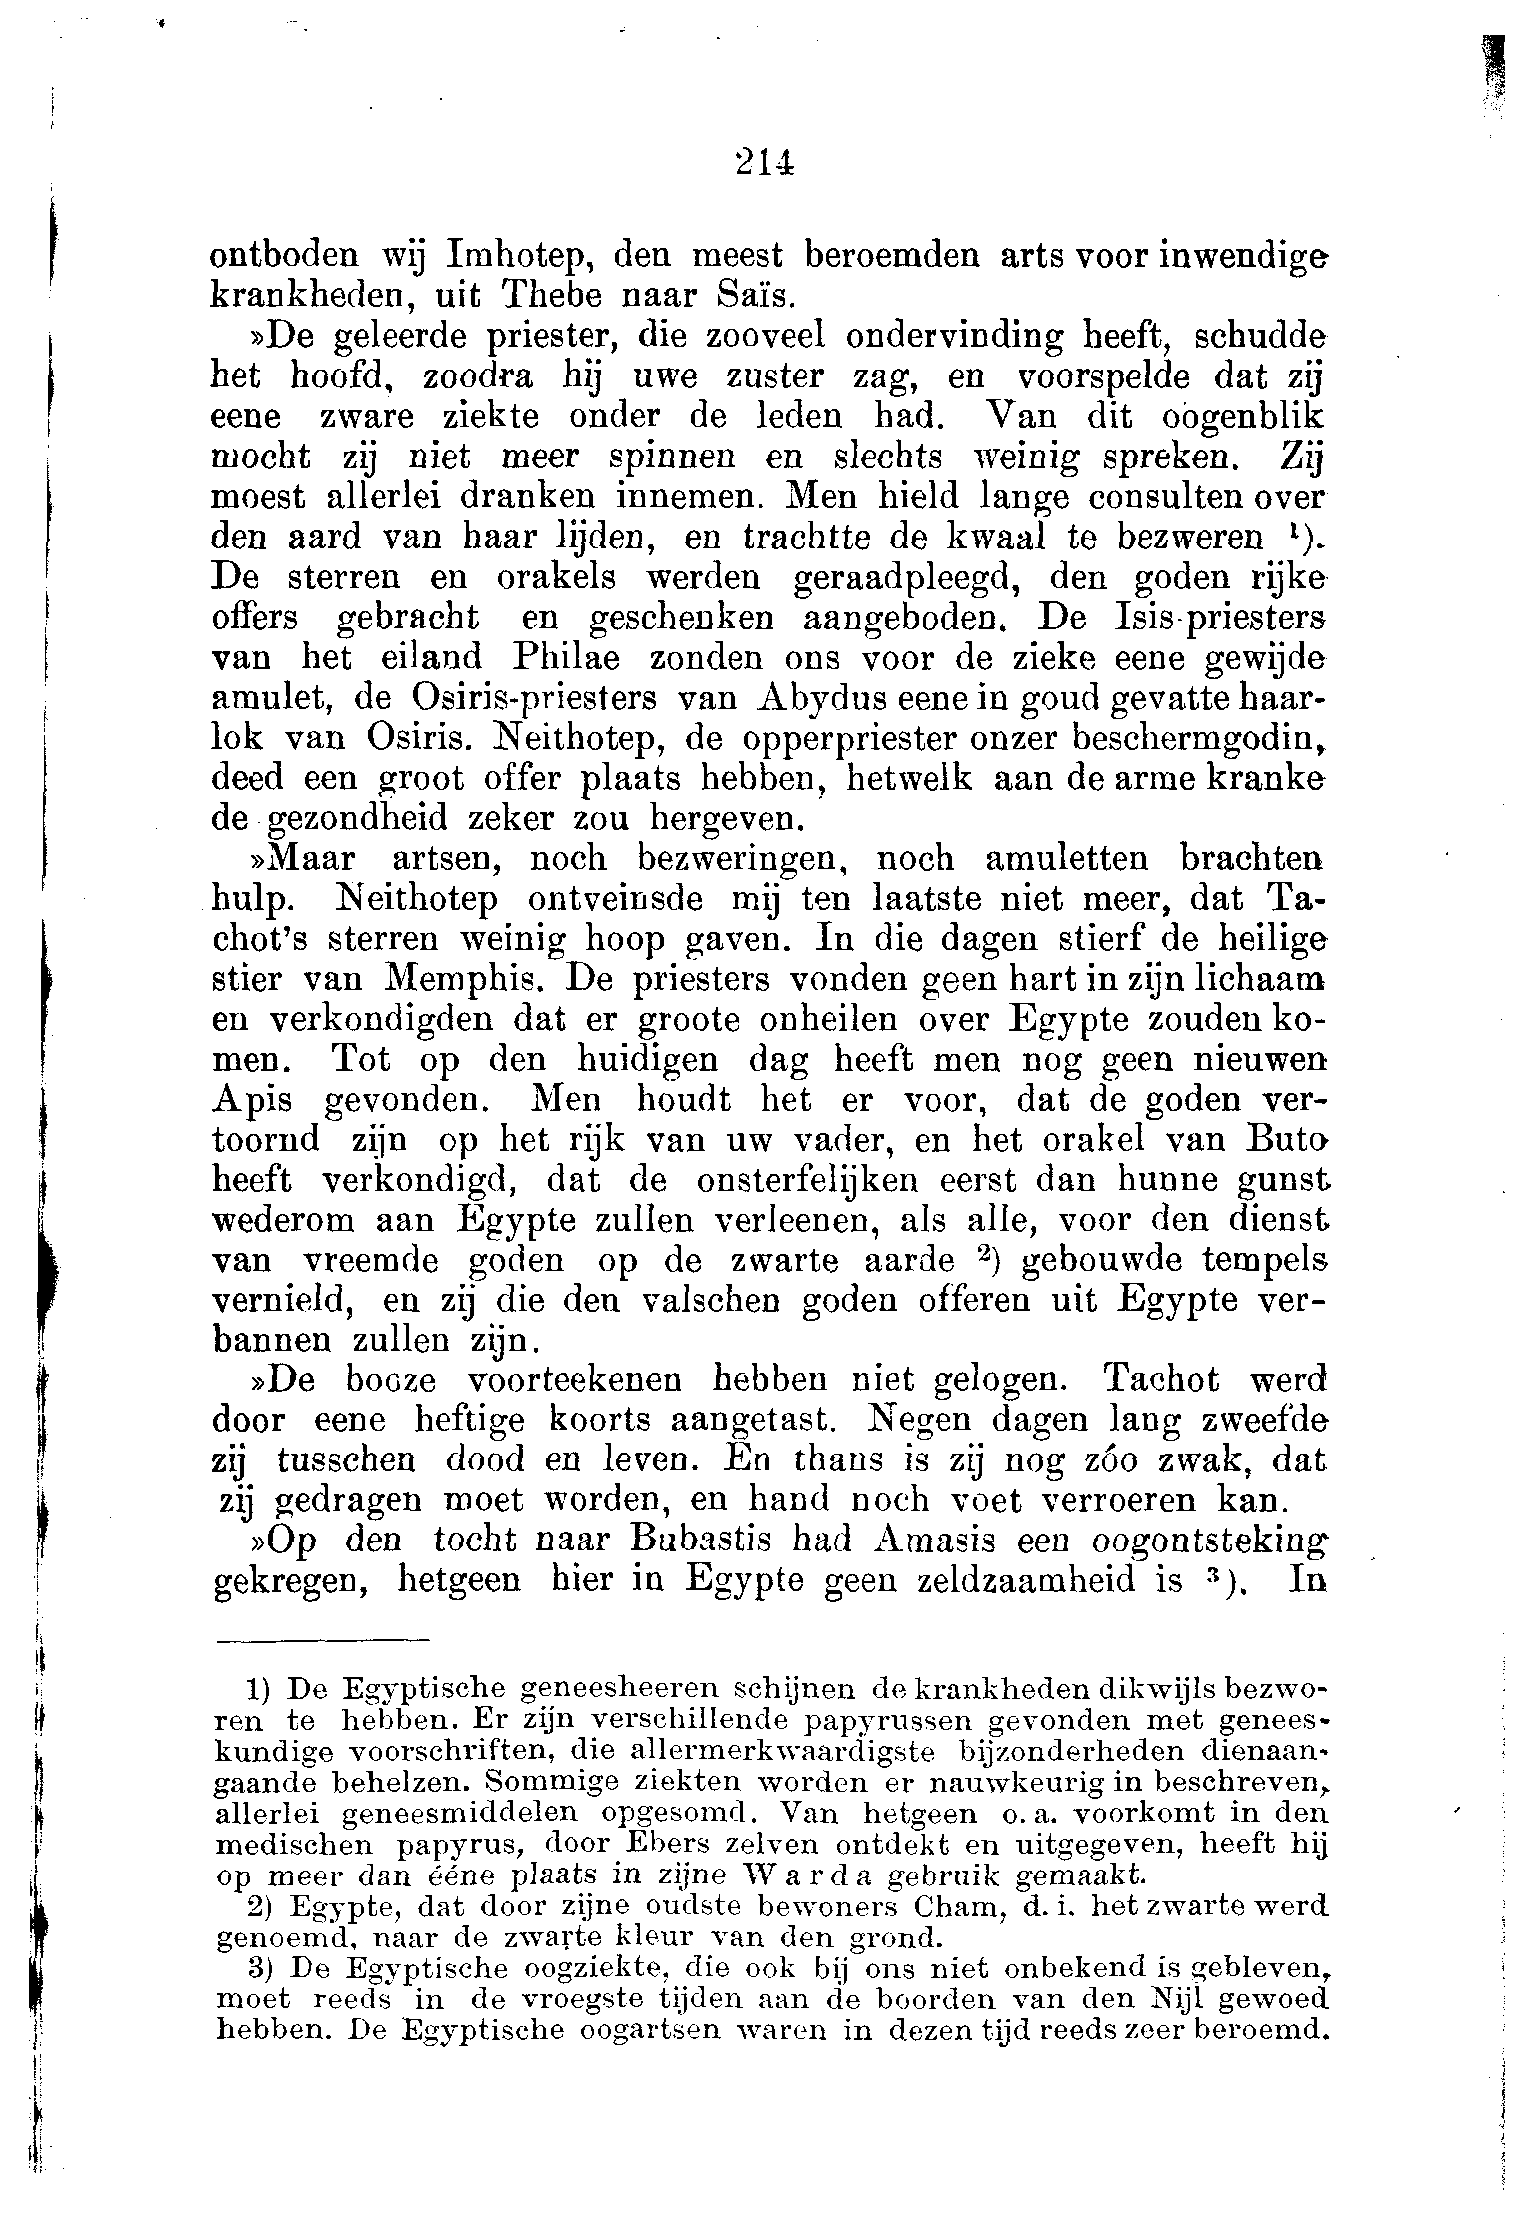 214
ontboden wij Imhotep, den meest beroemden arts voor inwendige
krankheden, uit Thebe naar Saïs.
»De geleerde priester, die zooveel ondervinding heeft, schudde
het hoofd, zoodra hij uwe zuster zag, en voorspelde dat zij
eene zware ziekte onder de leden had. Van dit oogenblik
mocht zij niet meer spinnen en slechts weinig spreken. Zij
moest allerlei dranken innemen. Men hield lange consulten over
den aard van haar lijden, en trachtte de kwaal te bezweren ¹).
De sterren en orakels werden geraadpleegd, den goden rijke
offers gebracht en geschenken aangeboden. De Isis-priesters
van het eiland Philae zonden ons voor de zieke eene gewijde
amulet, de Osiris-priesters van Abydus eene in goud gevatte haar-
lok van Osiris. Neithotep, de opperpriester onzer beschermgodin,
deed een groot offer plaats hebben, hetwelk aan de arme kranke
de gezondheid zeker zou hergeven.
»Maar artsen, noch bezweringen, noch amuletten brachten
hulp. Neithotep ontveinsde mij ten laatste niet meer, dat Ta-
chot's sterren weinig hoop gaven. In die dagen stierf de heilige
stier van Memphis. De priesters vonden geen hart in zijn lichaam
en verkondigden dat er groote onheilen over Egypte zouden ko-
men. Tot op den huidigen dag heeft men nog geen nieuwen
Apis gevonden. Men houdt het er voor, dat de goden ver-
toornd zijn op het rijk van uw vader, en het orakel van Buto
heeft verkondigd, dat de onsterfelijken eerst dan hunne gunst
wederom aan Egypte zullen verleenen, als alle, voor den dienst
van vreemde goden op de zwarte aarde ²) gebouwde tempels
vernield, en zij die den valschen goden offeren uit Egypte ver-
bannen zullen zijn.
»De booze voorteekenen hebben niet gelogen. Tachot werd
door eene heftige koorts aangetast. Negen dagen lang zweefde
zij tusschen dood en leven. En thans is zij nog zóo zwak, dat
zij gedragen moet worden, en hand noch voet verroeren kan.
»Op den tocht naar Bubastis had Amasis een oogontsteking
gekregen, hetgeen hier in Egypte geen zeldzaamheid is ³). In
1) De Egyptische geneesheeren schijnen de krankheden dikwijls bezwo-
ren te hebben. Er zijn verschillende papyrussen gevonden met genees-
kundige voorschriften, die allermerkwaardigste bijzonderheden dienaan-
gaande behelzen. Sommige ziekten worden er nauwkeurig in beschreven,
allerlei geneesmiddelen opgesomd. Van hetgeen o. a. voorkomt in den
medischen papyrus, door Ebers zelven ontdekt en uitgegeven, heeft hij
op meer dan ééne plaats in zijne Warda gebruik gemaakt.
2) Egypte, dat door zijne oudste bewoners Cham, d. i. het zwarte werd
genoemd, naar de zwarte kleur van den grond.
3) De Egyptische oogziekte, die ook bij ons niet onbekend is gebleven,
moet reeds in de vroegste tijden aan de boorden van den Nijl gewoed
hebben. De Egyptische oogartsen waren in dezen tijd reeds zeer beroemd.